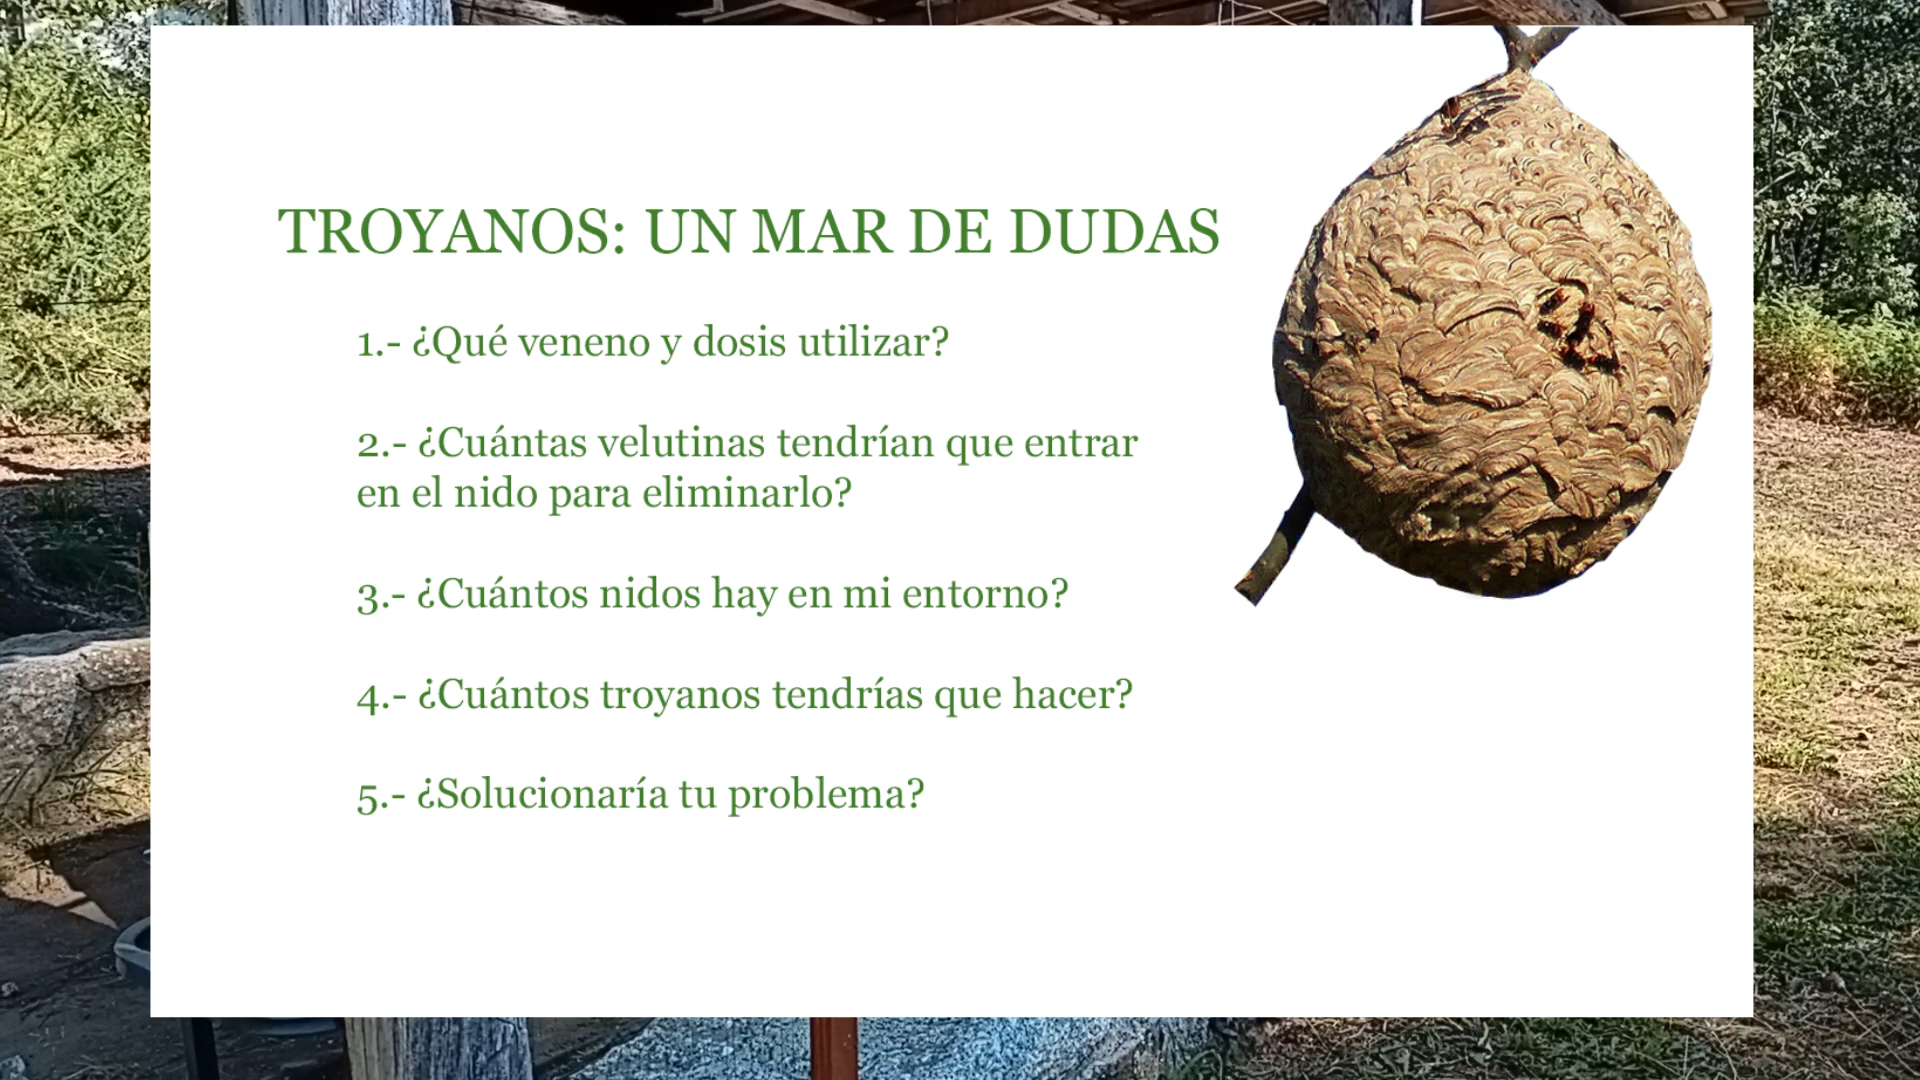 TROYANOS: UN MAR DE DUDAS
1.- ¿Qué veneno y dosis utilizar?
2.- ¿Cuántas velutinas tendrían que entrar
en el nido para eliminarlo?
3.- ¿Cuántos nidos hay en mi entorno?
4.- ¿Cuántos troyanos tendrías que hacer?
5.- ¿Solucionaría tu problema?